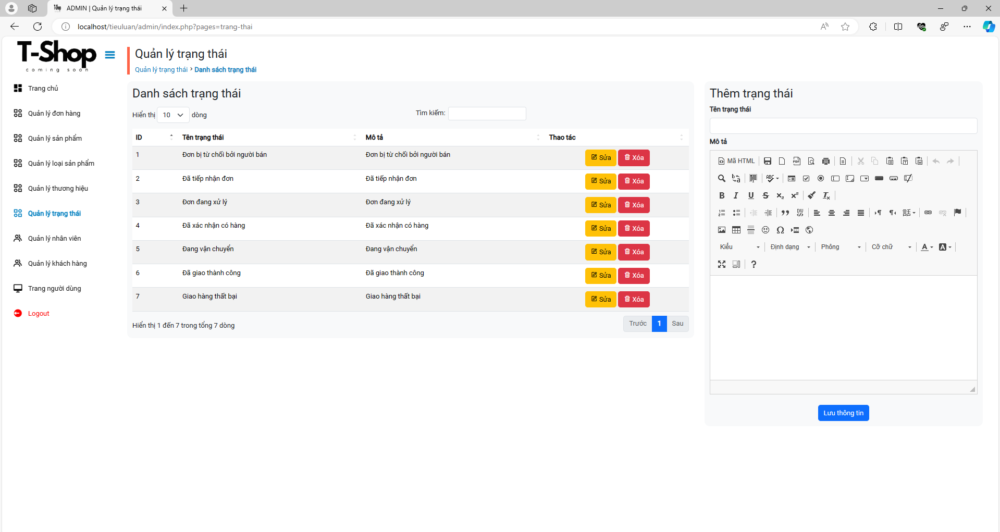 ADMIN | Quản lý trạng thái
localhost/tieuluan/admin/index.php?pages=trang-thai
T-Shop
coming soon
Trang chủ
Quản lý đơn hàng
Quản lý sản phẩm
Quản lý loại sản phẩm
Quản lý thương hiệu
Quản lý trạng thái
Quản lý nhân viên
Quản lý khách hàng
Trang người dùng
Logout
Quản lý trạng thái
Quản lý trạng thái › Danh sách trạng thái
Danh sách trạng thái
Hiển thị 10 dòng
Tìm kiếm:
ID Tên trạng thái Mô tả Thao tác
1 Đơn bị từ chối bởi người bán Đơn bị từ chối bởi người bán Sửa Xóa
2 Đã tiếp nhận đơn Đã tiếp nhận đơn Sửa Xóa
3 Đơn đang xử lý Đơn đang xử lý Sửa Xóa
4 Đã xác nhận có hàng Đã xác nhận có hàng Sửa Xóa
5 Đang vận chuyển Đang vận chuyển Sửa Xóa
6 Đã giao thành công Đã giao thành công Sửa Xóa
7 Giao hàng thất bại Giao hàng thất bại Sửa Xóa
Hiển thị 1 đến 7 trong tổng 7 dòng
Trước 1 Sau
Thêm trạng thái
Tên trạng thái
Mô tả
Mã HTML
Kiểu Định dạng Phông Cỡ chữ
Lưu thông tin